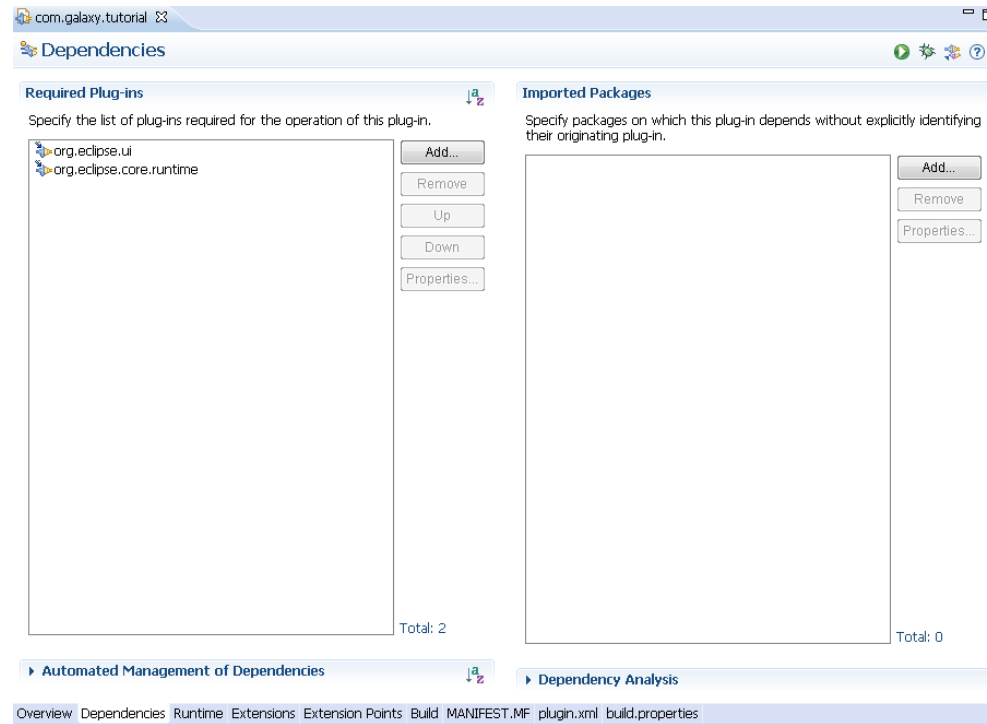 com.galaxy.tutorial
Dependencies
Required Plug-ins
Specify the list of plug-ins required for the operation of this plug-in.
org.eclipse.ui
org.eclipse.core.runtime
Add...
Remove
Up
Down
Properties...
Total: 2
Automated Management of Dependencies
Imported Packages
Specify packages on which this plug-in depends without explicitly identifying
their originating plug-in.
Add...
Remove
Properties...
Total: 0
Dependency Analysis
Overview Dependencies Runtime Extensions Extension Points Build MANIFEST.MF plugin.xml build.properties